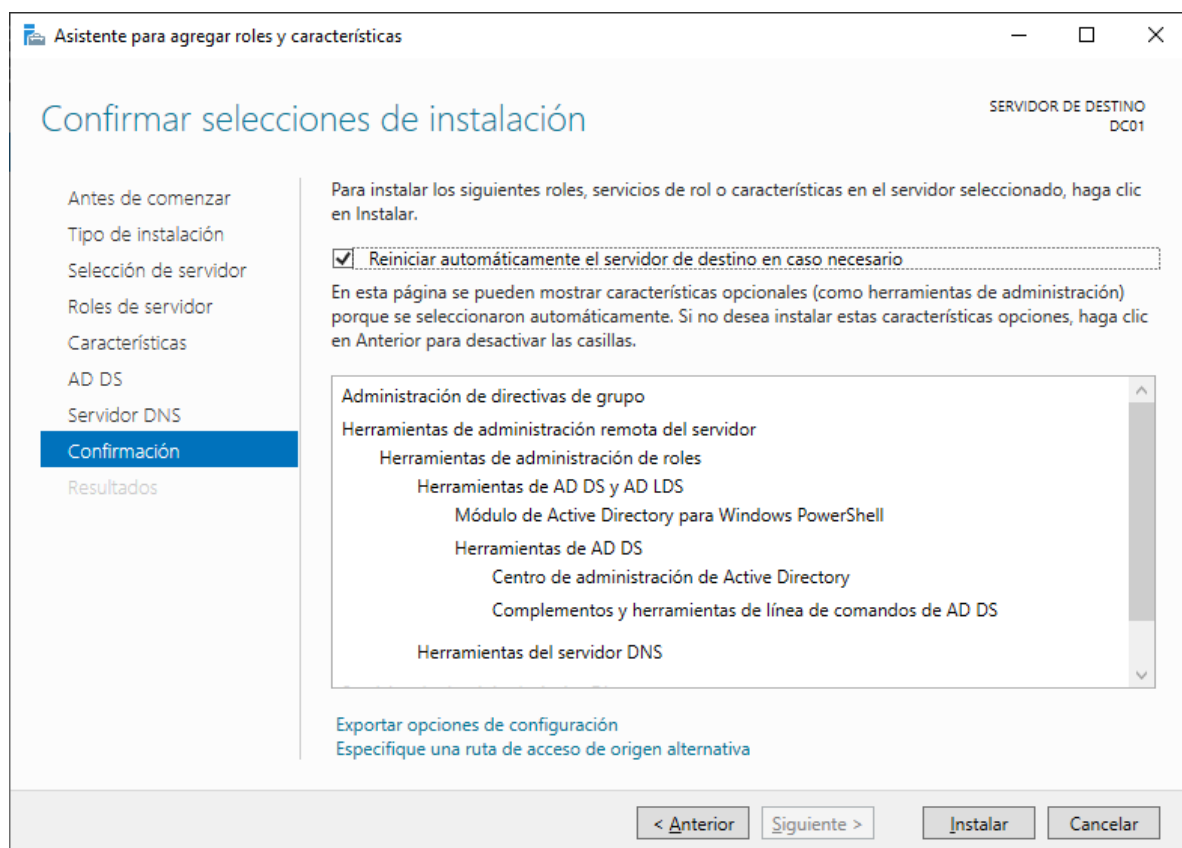 Asistente para agregar roles y características
Confirmar selecciones de instalación
SERVIDOR DE DESTINO
DC01
Antes de comenzar
Tipo de instalación
Selección de servidor
Roles de servidor
Características
AD DS
Servidor DNS
Confirmación
Resultados
Para instalar los siguientes roles, servicios de rol o características en el servidor seleccionado, haga clic
en Instalar.
Reiniciar automáticamente el servidor de destino en caso necesario
En esta página se pueden mostrar características opcionales (como herramientas de administración)
porque se seleccionaron automáticamente. Si no desea instalar estas características opciones, haga clic
en Anterior para desactivar las casillas.
Administración de directivas de grupo
Herramientas de administración remota del servidor
Herramientas de administración de roles
Herramientas de AD DS y AD LDS
Módulo de Active Directory para Windows PowerShell
Herramientas de AD DS
Centro de administración de Active Directory
Complementos y herramientas de línea de comandos de AD DS
Herramientas del servidor DNS
Exportar opciones de configuración
Especifique una ruta de acceso de origen alternativa
< Anterior
Siguiente >
Instalar
Cancelar